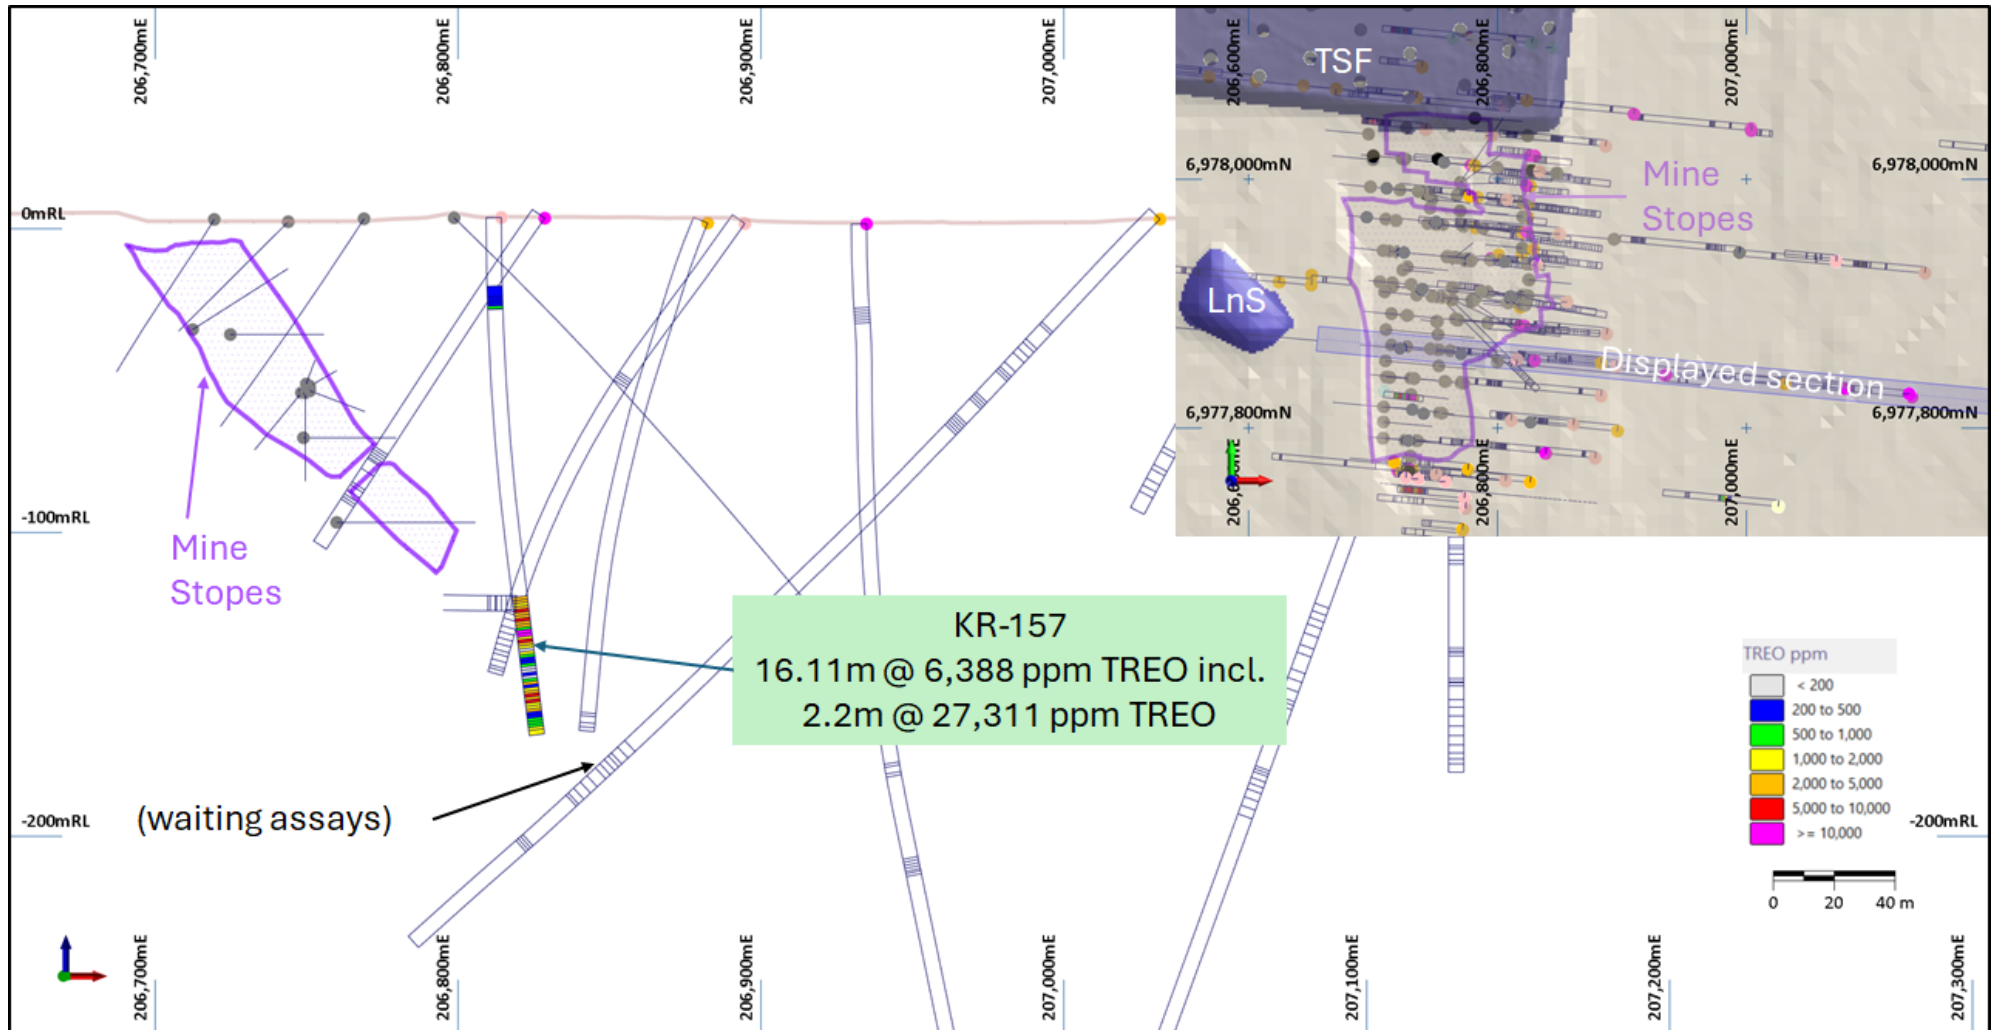 206,700mE
206,800mE
206,900mE
207,000mE
0mRL
-100mRL
-200mRL
-200mRL
Mine
Stopes
KR-157
16.11m @ 6,388 ppm TREO incl.
2.2m @ 27,311 ppm TREO
(waiting assays)
206,600mE
206,800mE
207,000mE
TSF
6,978,000mN
6,978,000mN
Mine
Stopes
LnS
Displayed section
6,977,800mN
6,977,800mN
206,800mE
207,000mE
TREO ppm
< 200
200 to 500
500 to 1,000
1,000 to 2,000
2,000 to 5,000
5,000 to 10,000
>= 10,000
0 20 40 m
206,700mE
206,800mE
206,900mE
207,000mE
207,100mE
207,200mE
207,300mE